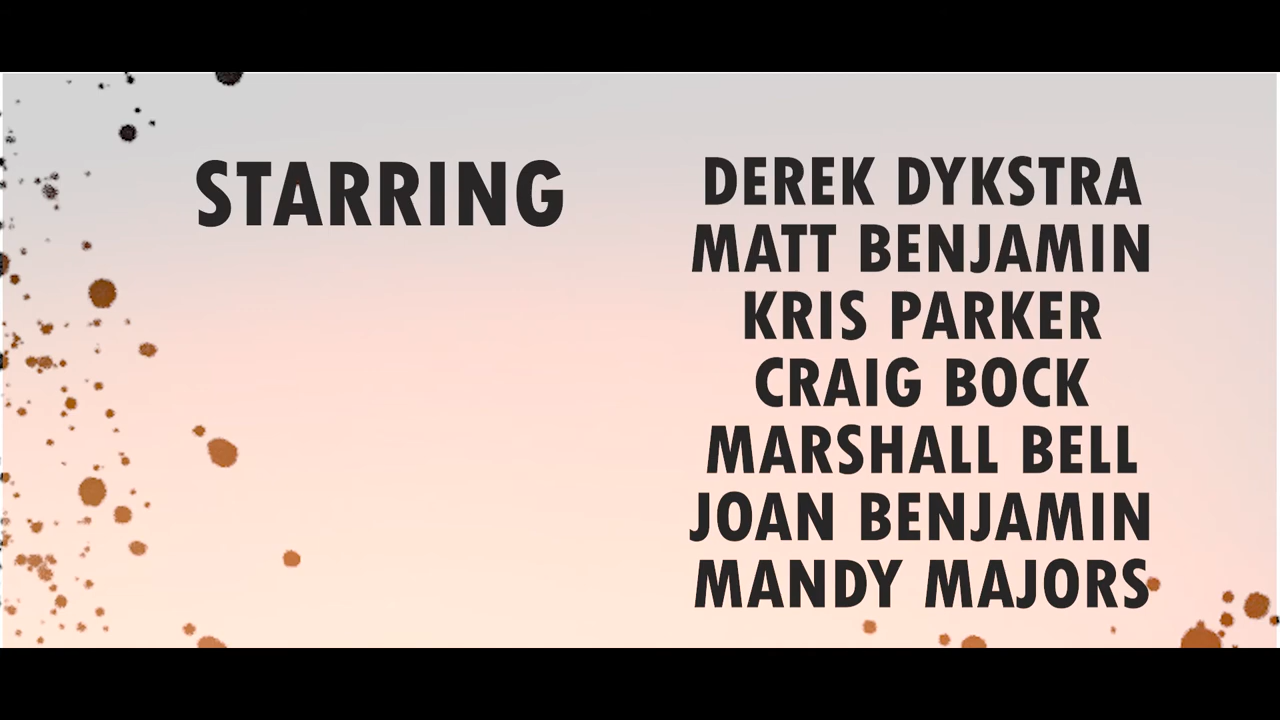 STARRING
DEREK DYKSTRA
MATT BENJAMIN
KRIS PARKER
CRAIG BOCK
MARSHALL BELL
JOAN BENJAMIN
MANDY MAJORS